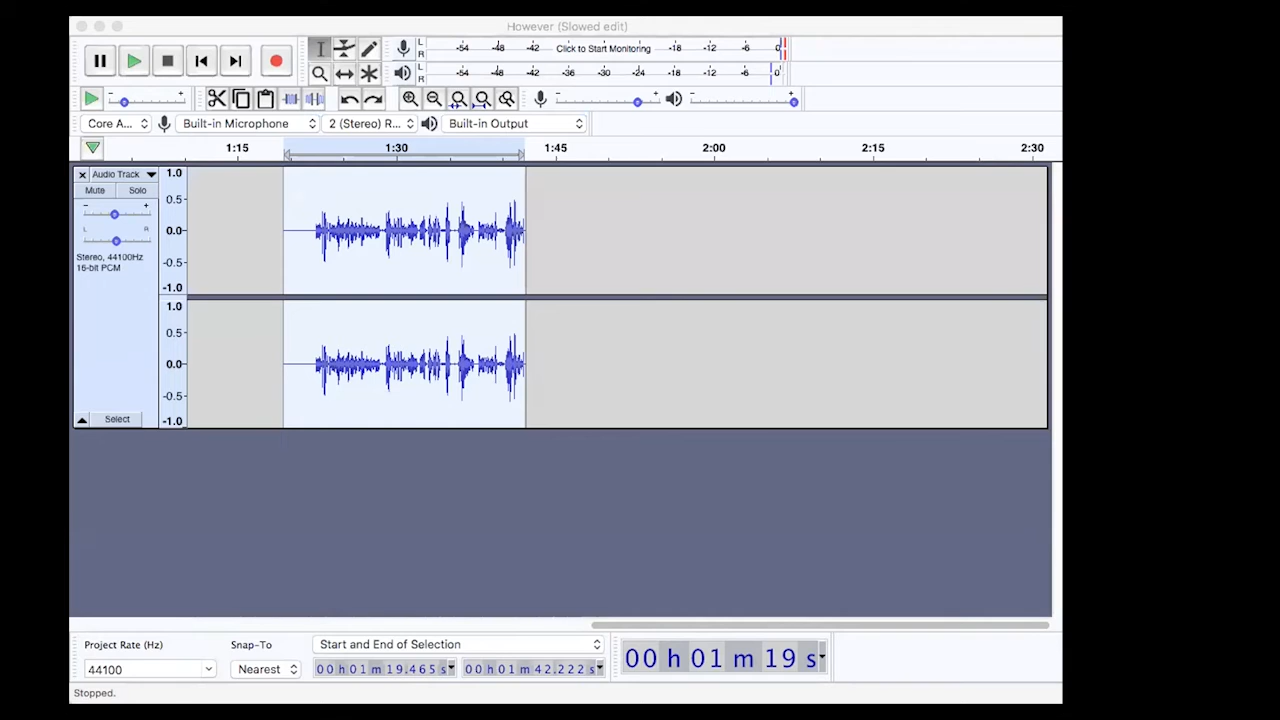 However (Slowed edit)
L
R
-54 -48 -42 Click to Start Monitoring -18 -12 -6 0
L
R
-54 -48 -42 -36 -30 -24 -18 -12 -6 0
- + - + - +
Core A... Built-in Microphone 2 (Stereo) R... Built-in Output
1:15 1:30 1:45 2:00 2:15 2:30
Audio Track
Mute Solo
- +
L R
Stereo, 44100Hz
16-bit PCM
1.0
0.5
0.0
-0.5
-1.0
1.0
0.5
0.0
-0.5
-1.0
Select
Project Rate (Hz) Snap-To Start and End of Selection
44100 Nearest 00 h 01 m 19.465 s 00 h 01 m 42.222 s 00 h 01 m 19 s
Stopped.